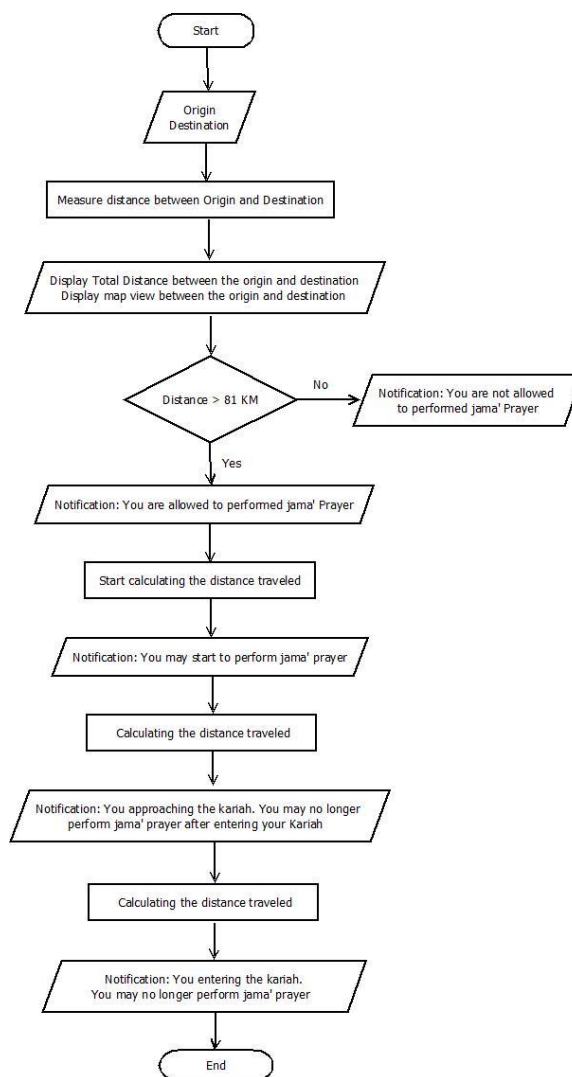 Start
Origin
Destination
Measure distance between Origin and Destination
Display Total Distance between the origin and destination
Display map view between the origin and destination
Distance > 81 KM
No
Notification: You are not allowed
to performed jama' Prayer
Yes
Notification: You are allowed to performed jama' Prayer
Start calculating the distance traveled
Notification: You may start to perform jama' prayer
Calculating the distance traveled
Notification: You approaching the kariah. You may no longer
perform jama' prayer after entering your Kariah
Calculating the distance traveled
Notification: You entering the kariah.
You may no longer perform jama' prayer
End